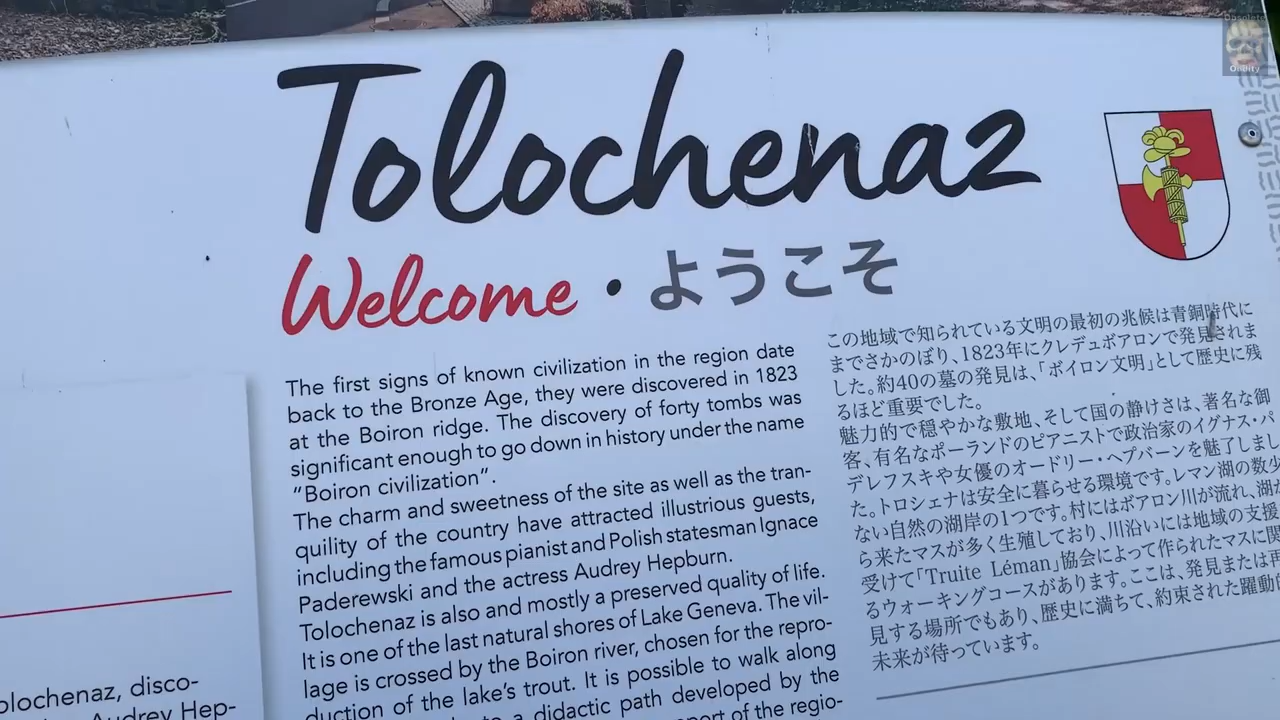 Tolochenaz
Welcome • ようこそ
The first signs of known civilization in the region date
back to the Bronze Age, they were discovered in 1823
at the Boiron ridge. The discovery of forty tombs was
significant enough to go down in history under the name
“Boiron civilization”.
The charm and sweetness of the site as well as the tran-
quility of the country have attracted illustrious guests,
including the famous pianist and Polish statesman Ignace
Paderewski and the actress Audrey Hepburn.
Tolochenaz is also and mostly a preserved quality of life.
It is one of the last natural shores of Lake Geneva. The vil-
lage is crossed by the Boiron river, chosen for the repro-
duction of the lake’s trout. It is possible to walk along
a didactic path developed by the
port of the regio-
この地域で知られている文明の最初の兆候は青銅時代に
までさかのぼり、1823年にクレデュボアロンで発見されま
した。約40の墓の発見は、「ボイロン文明」として歴史に残
るほど重要でした。
魅力的で穏やかな敷地、そして国の静けさは、著名な御
客、有名なポーランドのピアニストで政治家のイグナス・パ
デレフスキや女優のオードリー・ヘプバーンを魅了しまし
た。トロシェナは安全に暮らせる環境です。レマン湖の数少
ない自然の湖岸の1つです。村にはボアロン川が流れ、湖か
ら来たマスが多く生殖しており、川沿いには地域の支援
受けて「Truite Léman」協会によって作られたマスに関
るウォーキングコースがあります。ここは、発見または再
見する場所でもあり、歴史に満ちて、約束された躍動
未来が待っています。
olochenaz, disco-
Audrey Hep-
Obsolete
Oddity